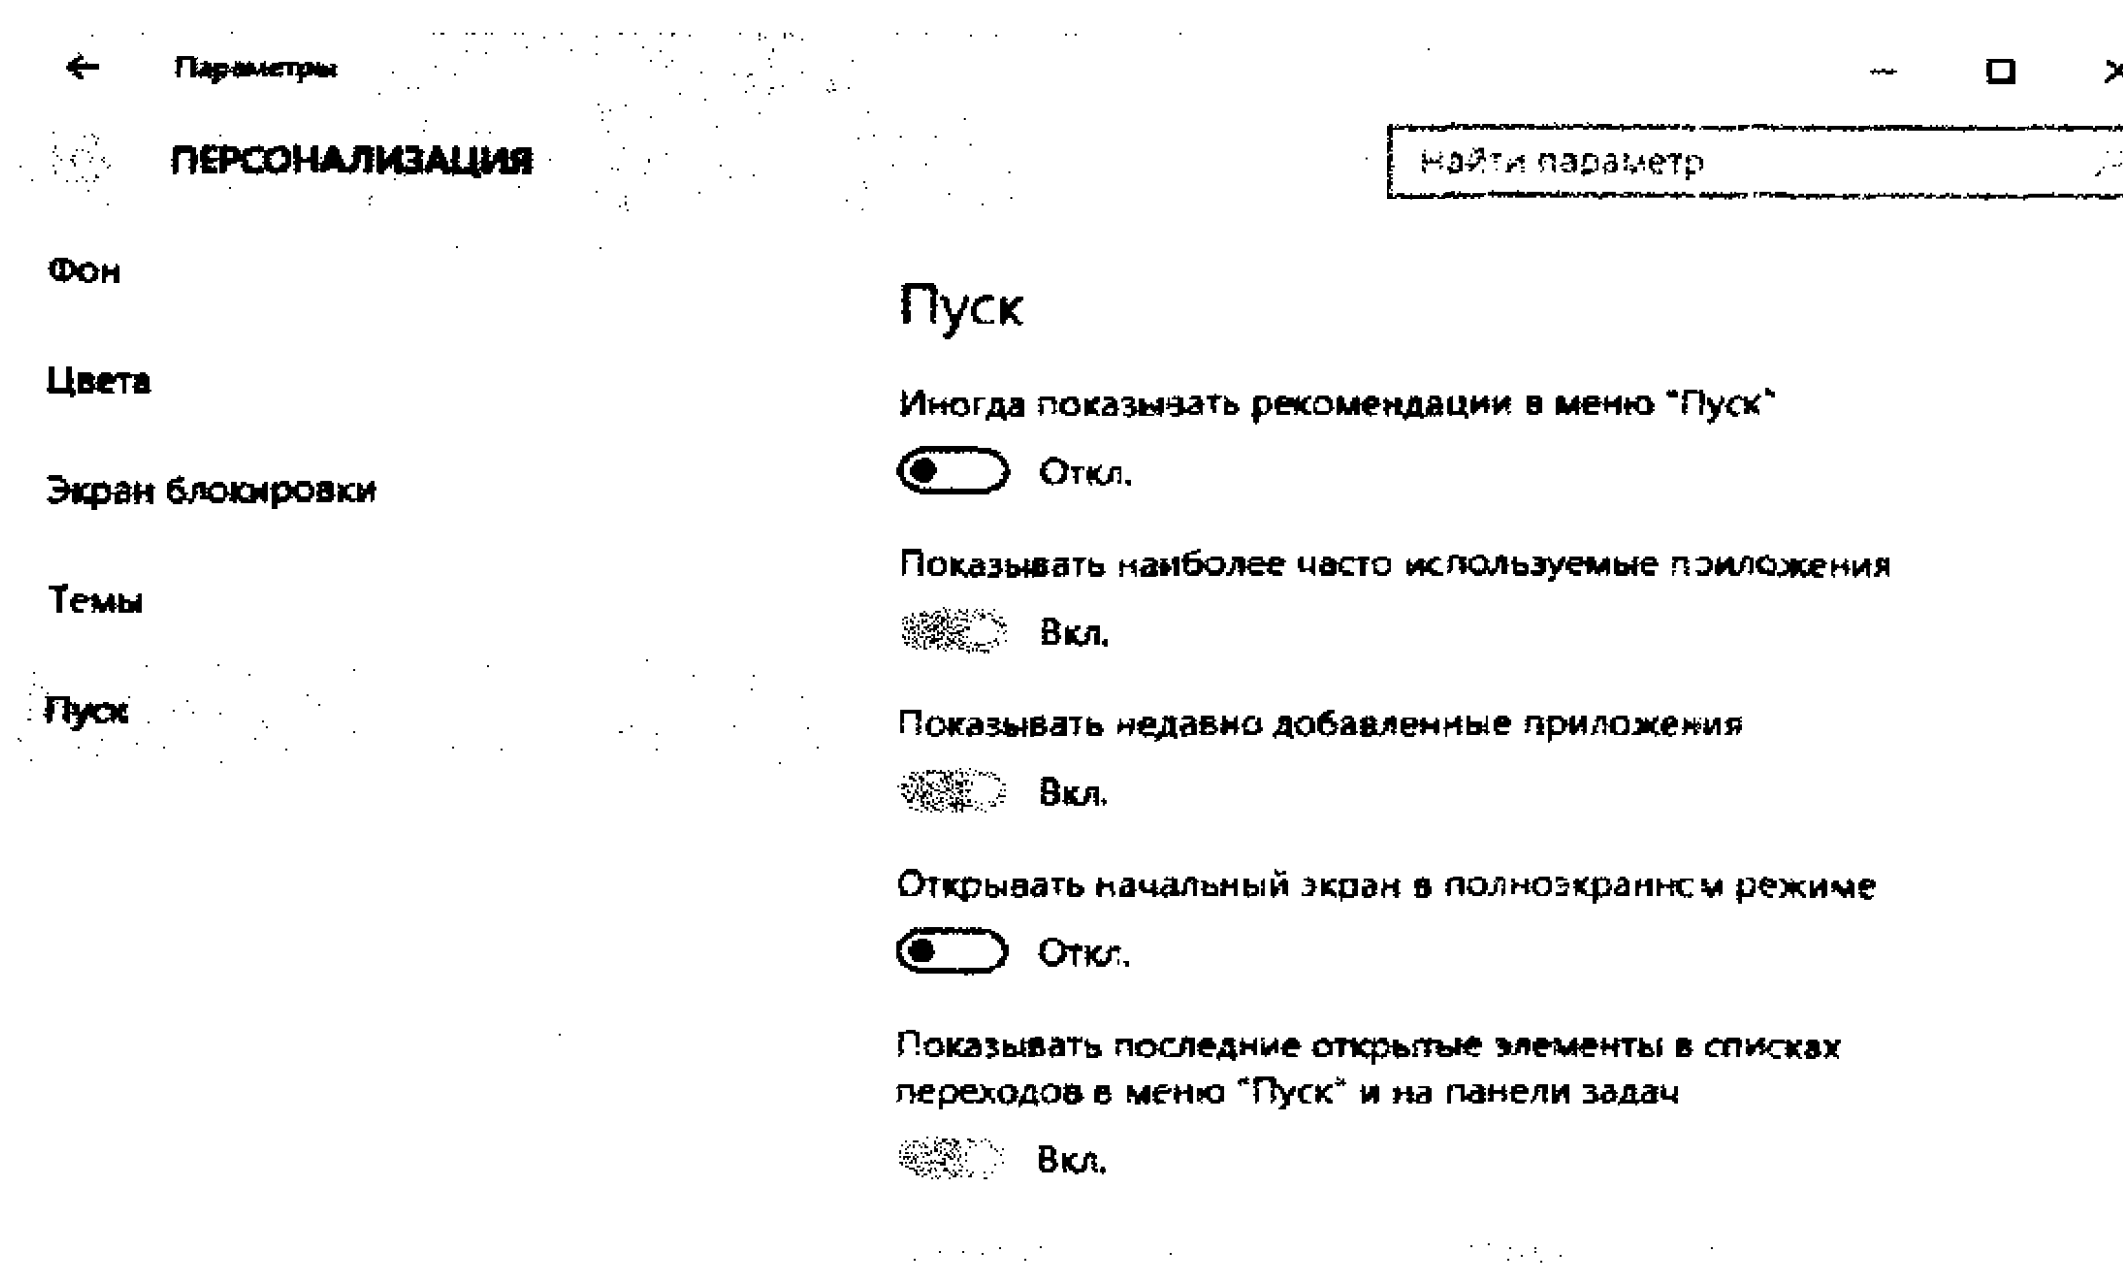 Параметры
ПЕРСОНАЛИЗАЦИЯ
Найти параметр
Фон
Цвета
Экран блокировки
Темы
Пуск
Пуск
Иногда показывать рекомендации в меню "Пуск"
Откл.
Показывать наиболее часто используемые приложения
Вкл.
Показывать недавно добавленные приложения
Вкл.
Открывать начальный экран в полноэкранном режиме
Откл.
Показывать последние открытые элементы в списках
переходов в меню "Пуск" и на панели задач
Вкл.